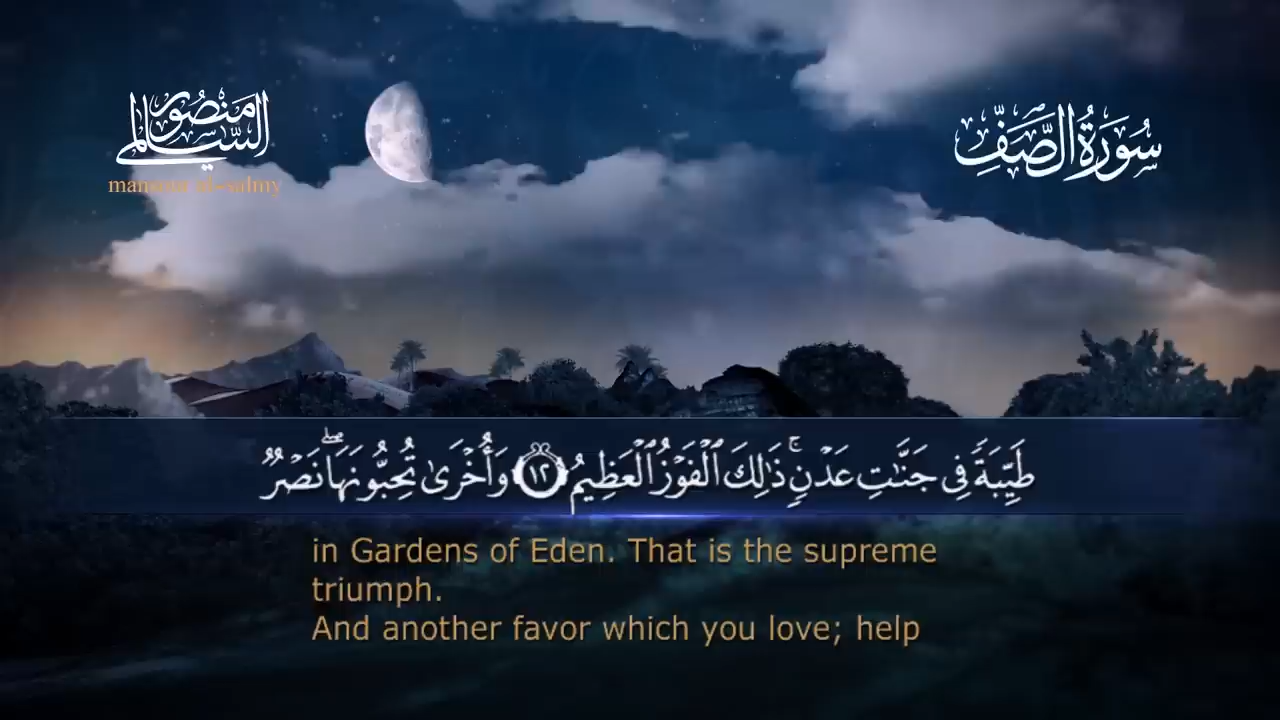 منصور
السالمي
mansour al-salmy
سُورَةُ الصَّفِّ
طَيِّبَةً فِى جَنَّـٰتِ عَدْنٍ ۚ ذَٰلِكَ ٱلْفَوْزُ ٱلْعَظِيمُ ١٢ وَأُخْرَىٰ تُحِبُّونَهَا ۖ نَصْرٌ
in Gardens of Eden. That is the supreme
triumph.
And another favor which you love; help